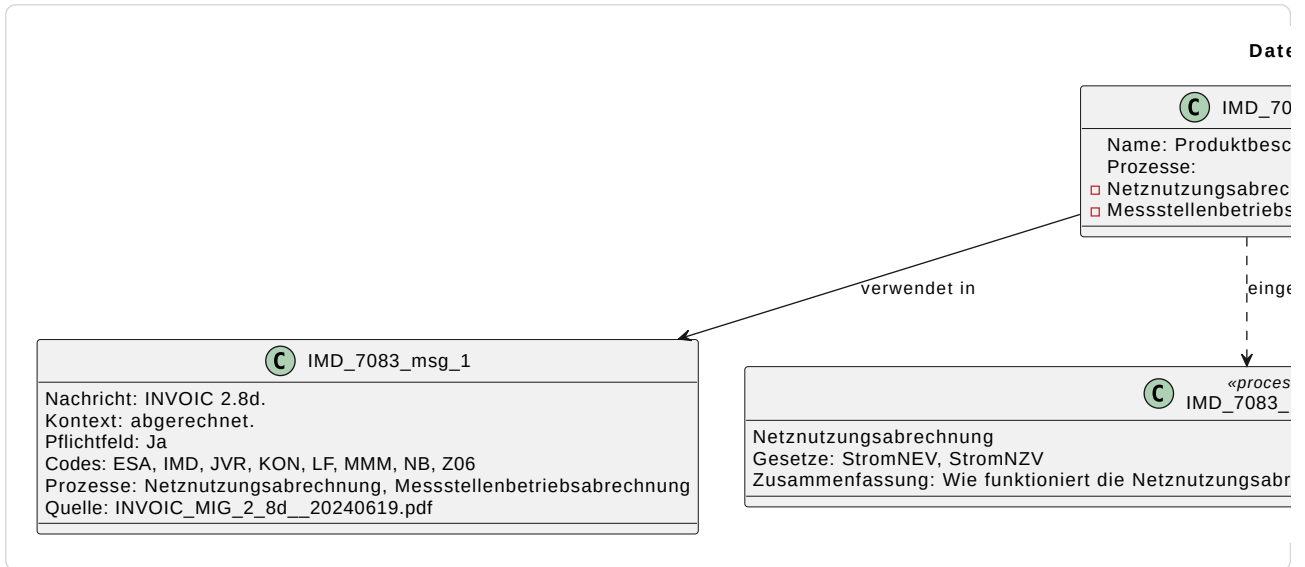 Date
C IMD_70
Name: Produktbesc
Prozesse:
Netznutzungsabrec
Messstellenbetriebs
verwendet in
einge
C IMD_7083_msg_1
Nachricht: INVOIC 2.8d.
Kontext: abgerechnet.
Pflichtfeld: Ja
Codes: ESA, IMD, JVR, KON, LF, MMM, NB, Z06
Prozesse: Netznutzungsabrechnung, Messstellenbetriebsabrechnung
Quelle: INVOIC_MIG_2_8d__20240619.pdf
«proces
C IMD_7083_
Netznutzungsabrechnung
Gesetze: StromNEV, StromNZV
Zusammenfassung: Wie funktioniert die Netznutzungsabr